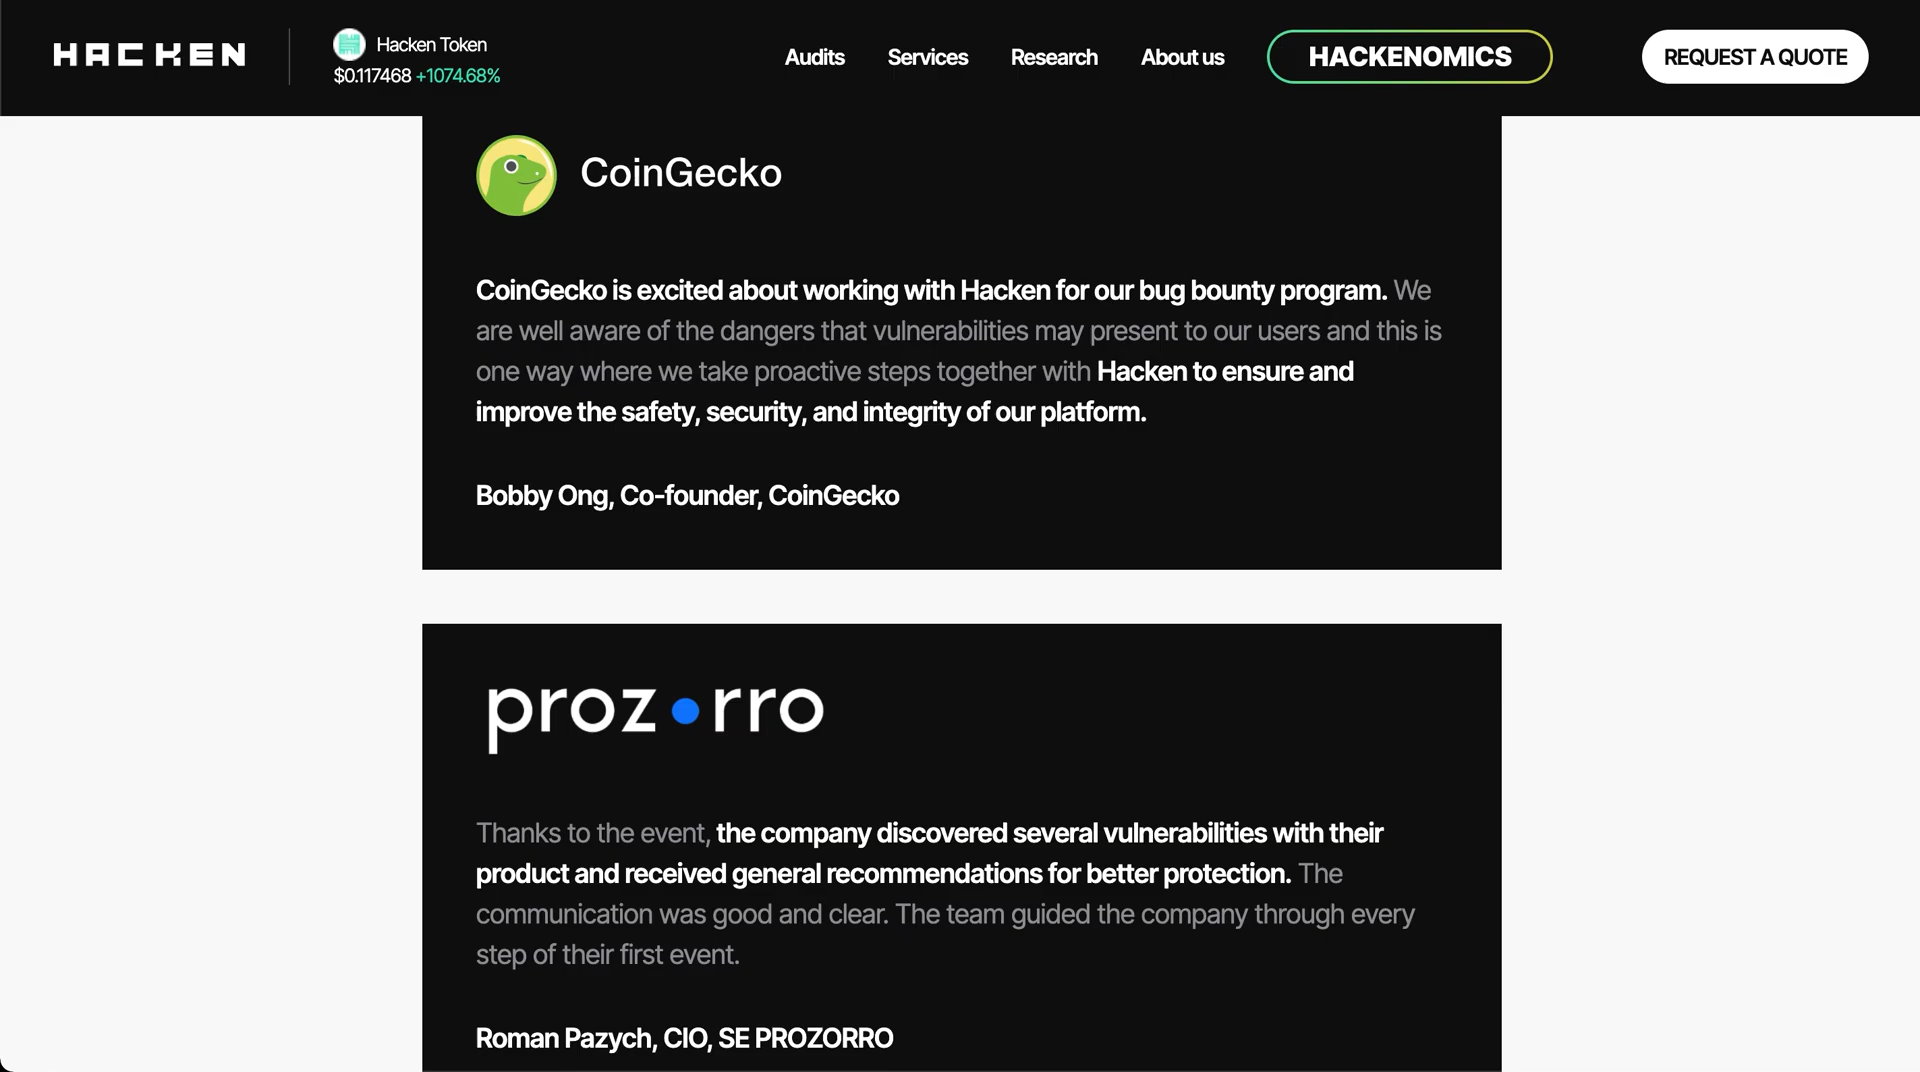 HACKEN
Hacken Token
$0.117468 +1074.68%
Audits
Services
Research
About us
HACKENOMICS
REQUEST A QUOTE
CoinGecko
CoinGecko is excited about working with Hacken for our bug bounty program. We
are well aware of the dangers that vulnerabilities may present to our users and this is
one way where we take proactive steps together with Hacken to ensure and
improve the safety, security, and integrity of our platform.
Bobby Ong, Co-founder, CoinGecko
proz•rro
Thanks to the event, the company discovered several vulnerabilities with their
product and received general recommendations for better protection. The
communication was good and clear. The team guided the company through every
step of their first event.
Roman Pazych, CIO, SE PROZORRO